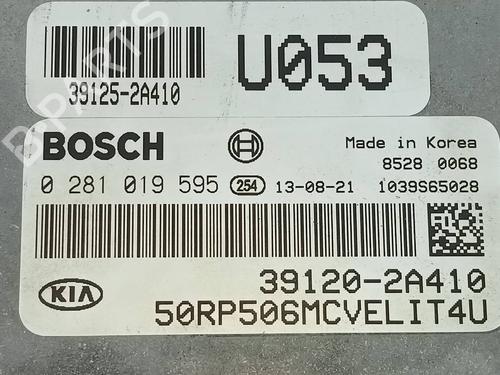 U053
39125-2A410
BOSCH
Made in Korea
8528 0068
0 281 019 595 254 13-08-21 1039S65028
39120-2A410
KIA
50RP506MCVELIT4U